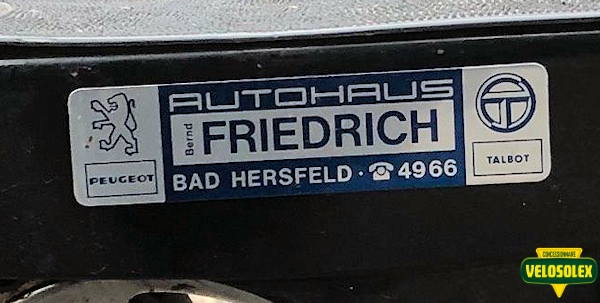 AUTOHAUS
Bernd FRIEDRICH
BAD HERSFELD · ☎ 4966
PEUGEOT
T
TALBOT
CONCESSIONNAIRE
VELOSOLEX